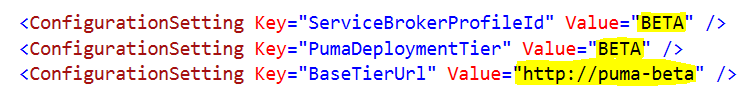 <ConfigurationSetting Key="ServiceBrokerProfileId" Value="BETA" />
<ConfigurationSetting Key="PumaDeploymentTier" Value="BETA" />
<ConfigurationSetting Key="BaseTierUrl" Value="http://puma-beta" />